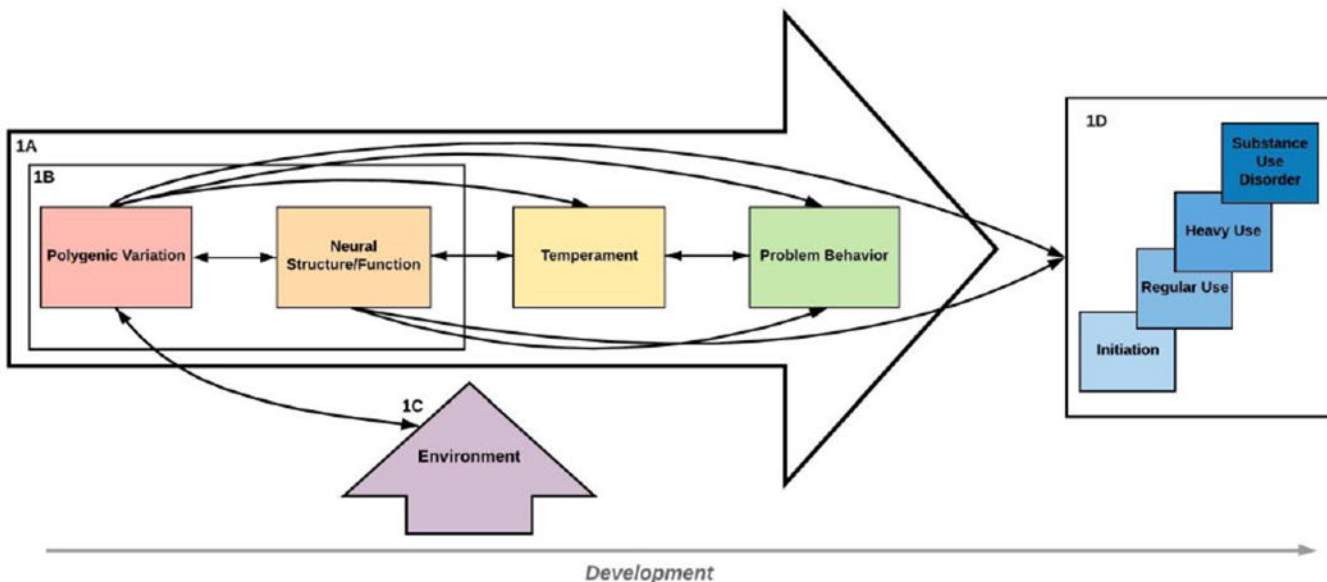 1A
1B
Polygenic Variation
Neural
Structure/Function
Temperament
Problem Behavior
1C
Environment
1D
Substance
Use
Disorder
Heavy Use
Regular Use
Initiation
Development